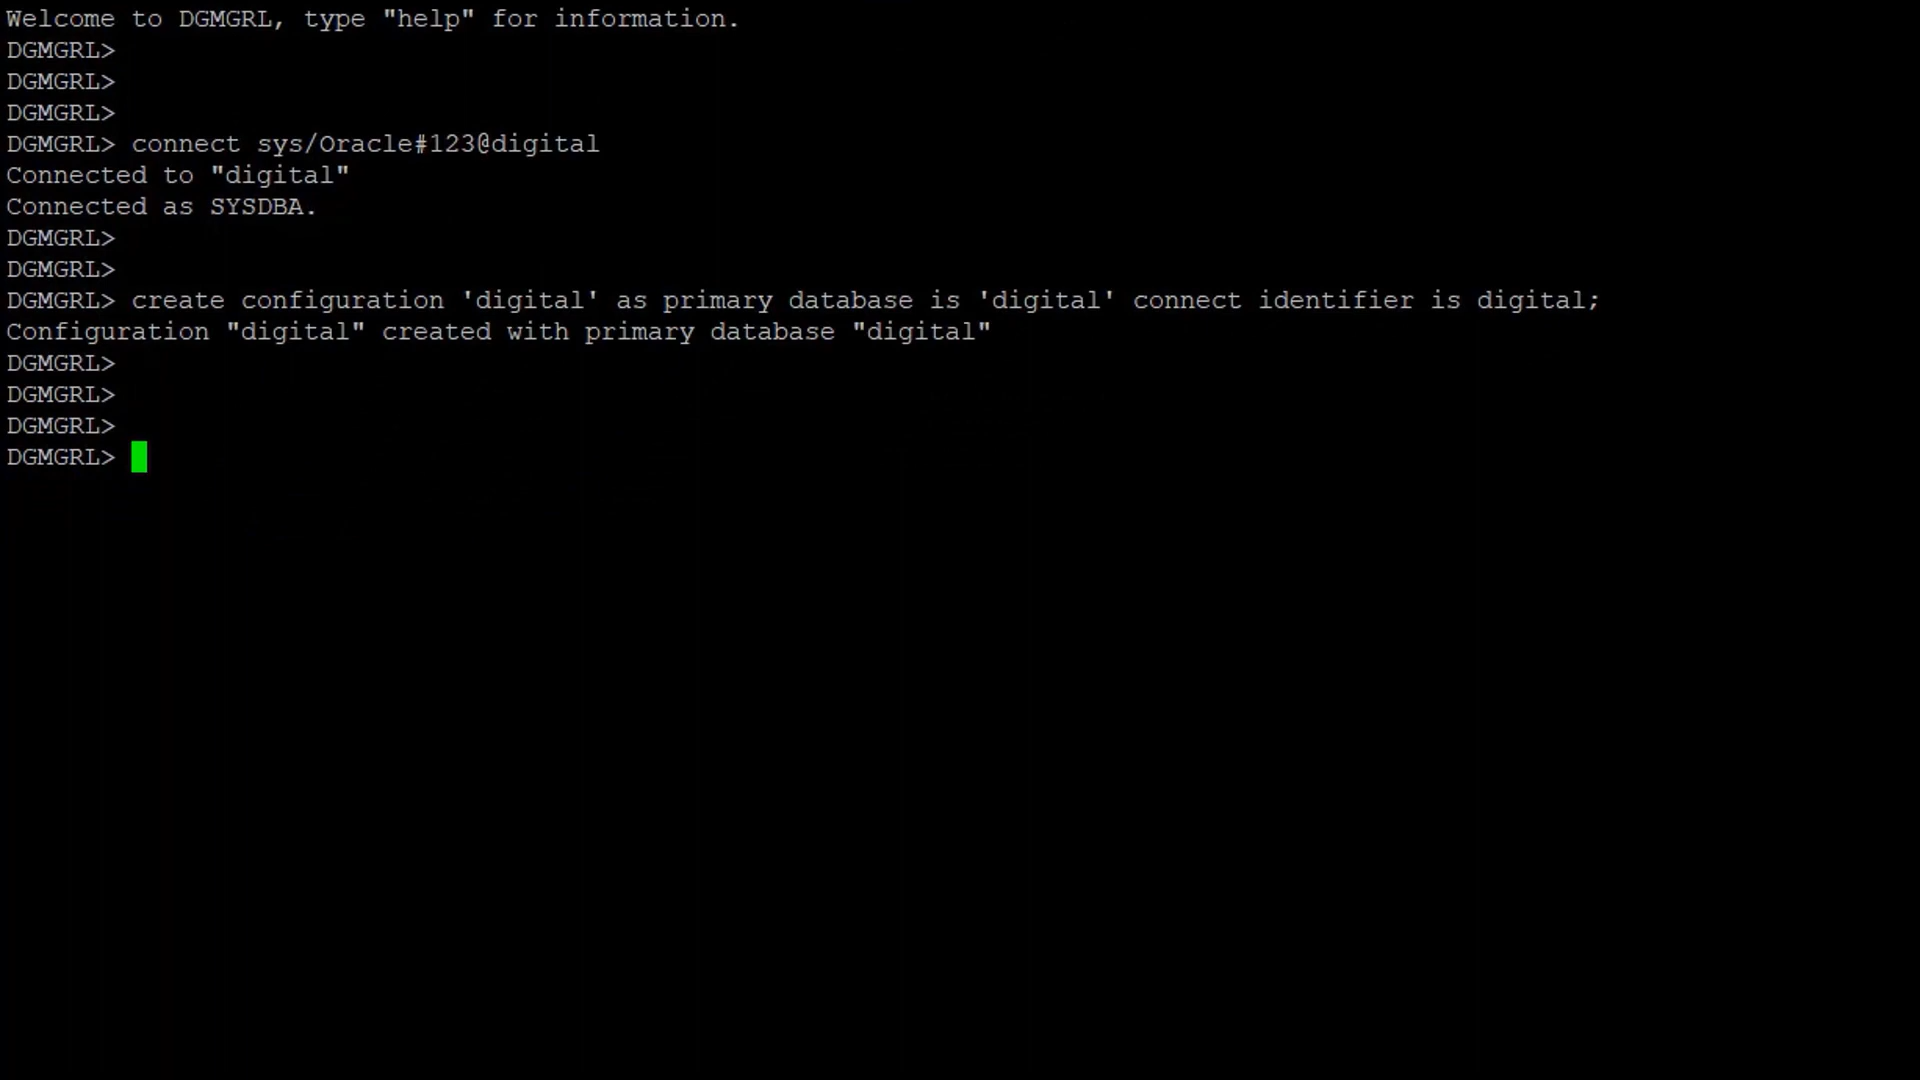 Welcome to DGMGRL, type "help" for information.
DGMGRL>
DGMGRL>
DGMGRL>
DGMGRL> connect sys/Oracle#123@digital
Connected to "digital"
Connected as SYSDBA.
DGMGRL>
DGMGRL>
DGMGRL> create configuration 'digital' as primary database is 'digital' connect identifier is digital;
Configuration "digital" created with primary database "digital"
DGMGRL>
DGMGRL>
DGMGRL>
DGMGRL>